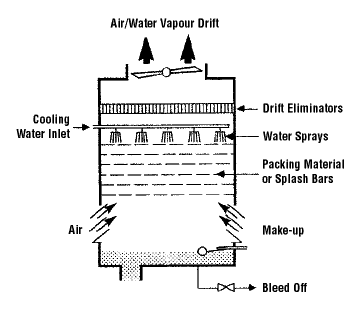 Air/Water Vapour Drift
Drift Eliminators
Cooling
Water Inlet
Water Sprays
Packing Material
or Splash Bars
Air
Make-up
Bleed Off